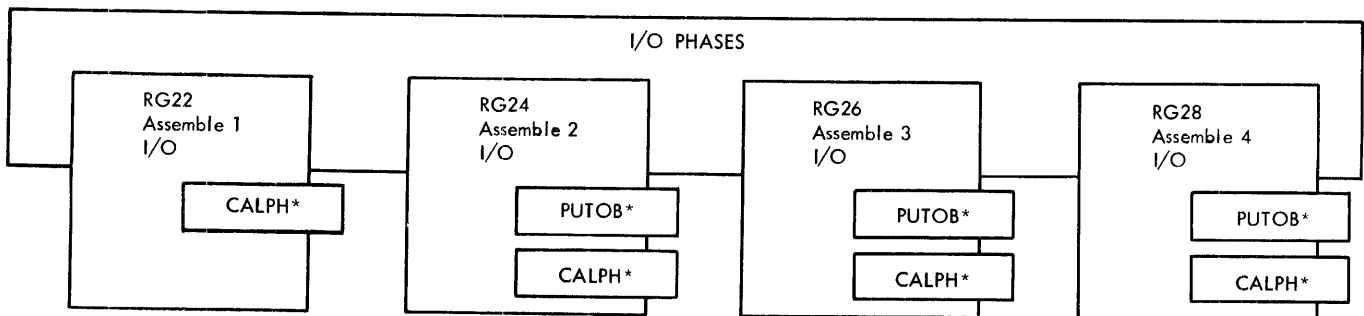 I/O PHASES
RG22
Assemble 1
I/O
CALPH*
RG24
Assemble 2
I/O
PUTOB*
CALPH*
RG26
Assemble 3
I/O
PUTOB*
CALPH*
RG28
Assemble 4
I/O
PUTOB*
CALPH*